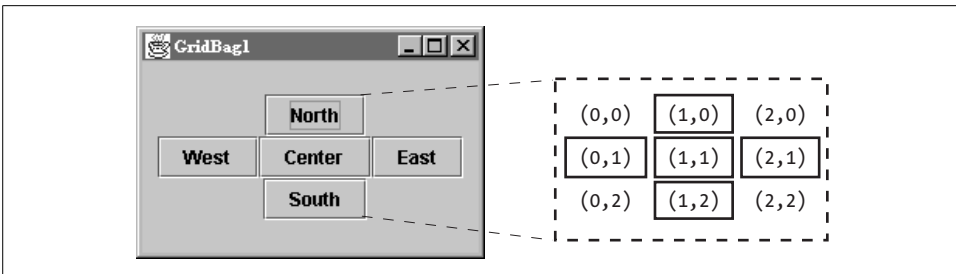 GridBag1
North
West Center East
South
(0,0) (1,0) (2,0)
(0,1) (1,1) (2,1)
(0,2) (1,2) (2,2)